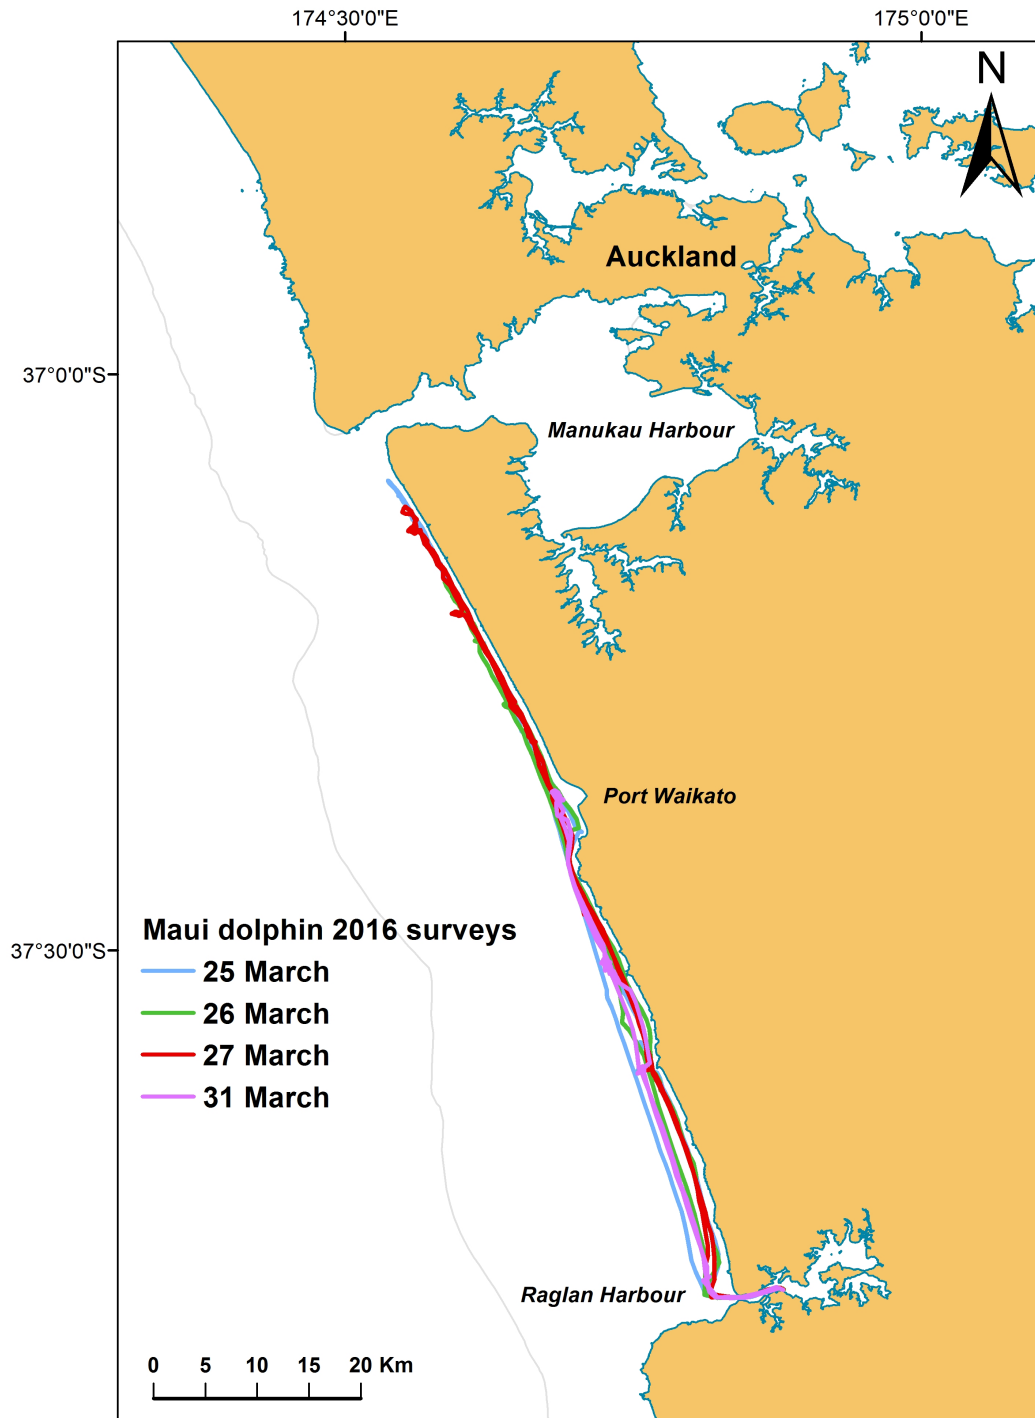 174°30'0"E
175°0'0"E
N
Auckland
37°0'0"S
Manukau Harbour
Port Waikato
Maui dolphin 2016 surveys
37°30'0"S
25 March
26 March
27 March
31 March
Raglan Harbour
0 5 10 15 20 Km